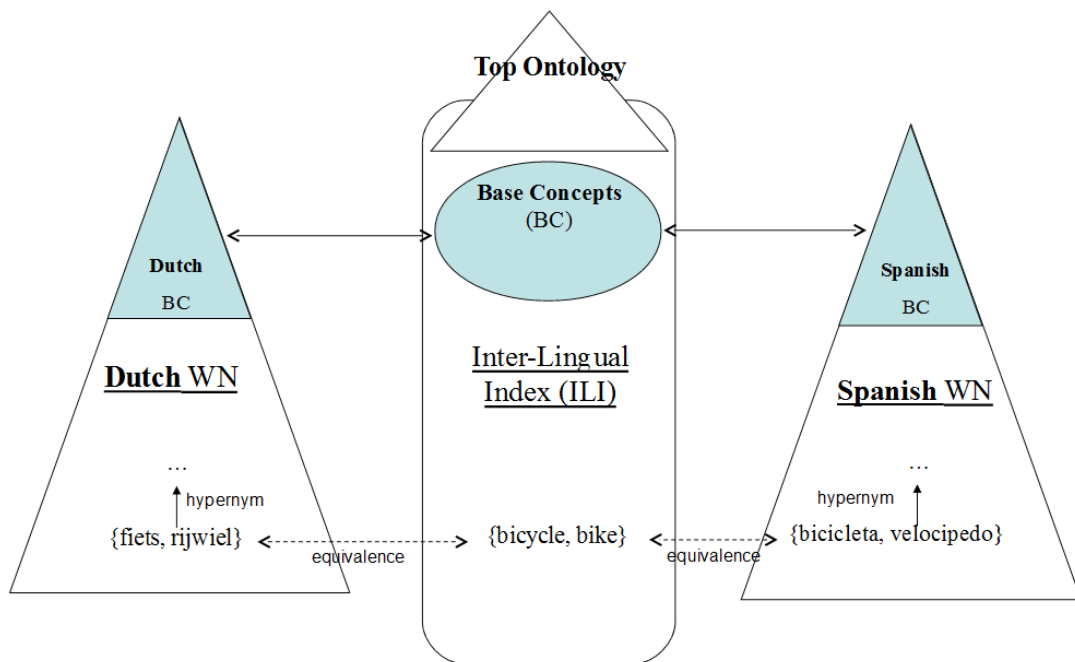 Top Ontology
Base Concepts
(BC)
Dutch
BC
Spanish
BC
Dutch WN
Inter-Lingual
Index (ILI)
Spanish WN
...
hypernym
{fiets, rijwiel}
equivalence
{bicycle, bike}
equivalence
...
hypernym
{bicicleta, velocipedo}